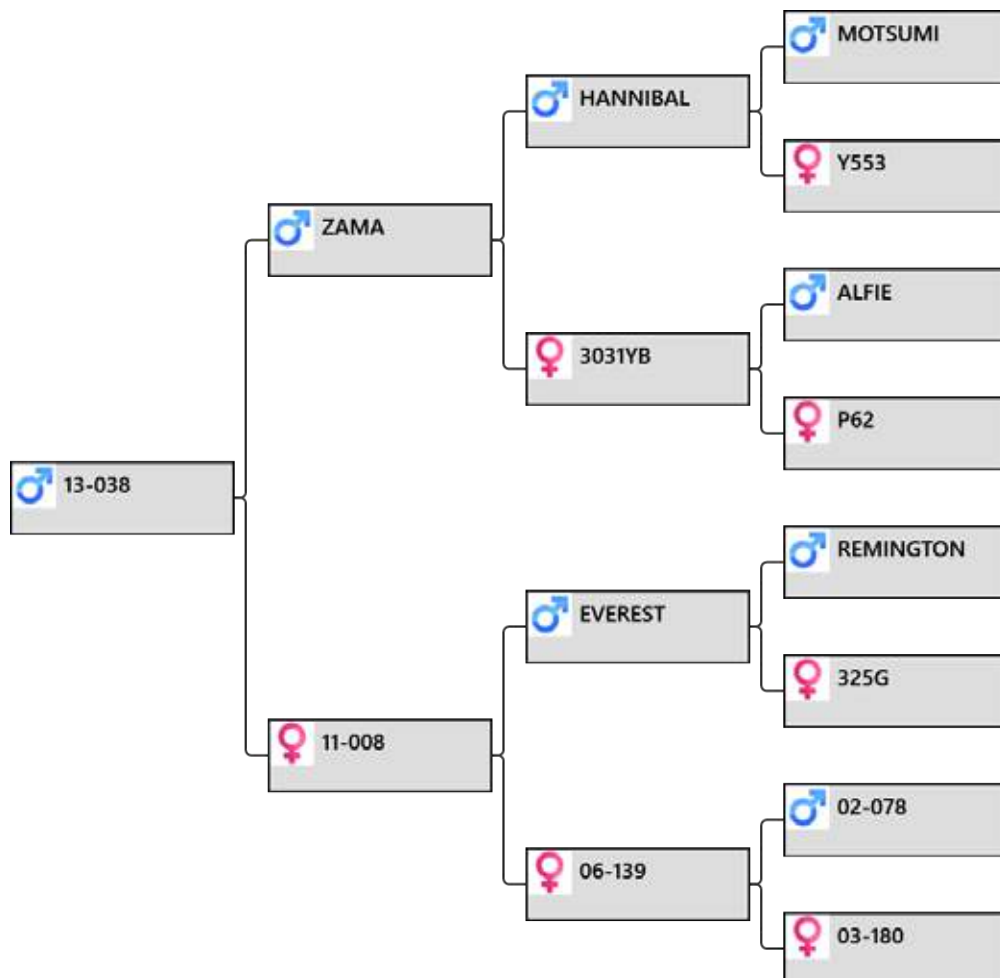 MOTSUMI
HANNIBAL
Y553
ZAMA
ALFIE
3031YB
P62
13-038
REMINGTON
EVEREST
325G
11-008
02-078
06-139
03-180